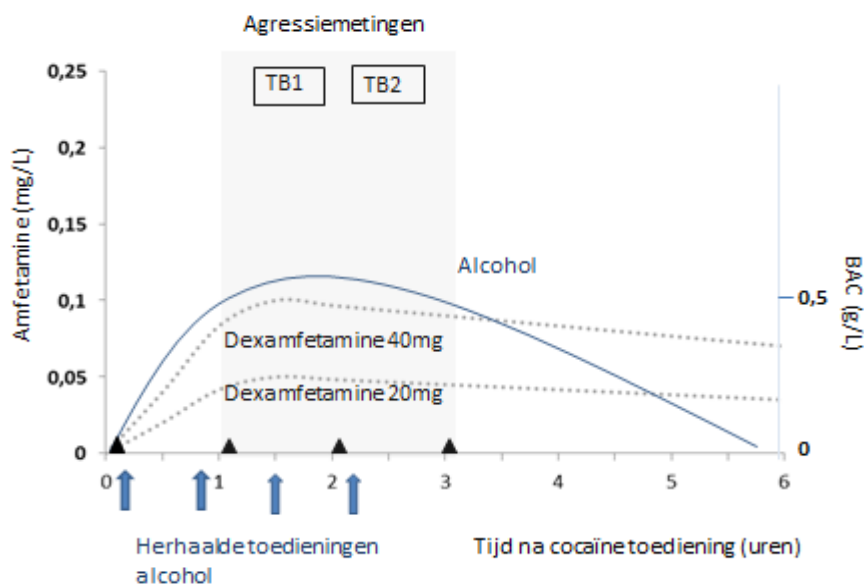 Agressiemetingen
Amfetamine (mg/L)
0,25
0,2
0,15
0,1
0,05
0
TB1
TB2
Alcohol
Dexamfetamine 40mg
Dexamfetamine 20mg
BAC (g/L)
0,5
0
0 1 2 3 4 5 6
Herhaalde toedieningen
alcohol
Tijd na cocaïne toediening (uren)